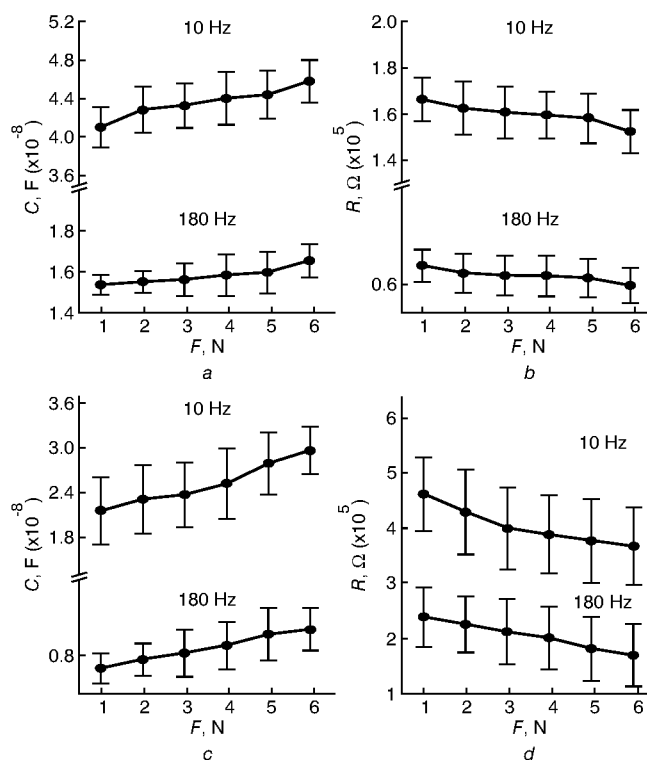 5.2
4.8
4.4
4.0
3.6
1.8
1.6
1.4
C, F (x10⁻⁸)
10 Hz
180 Hz
1 2 3 4 5 6
F, N
a
2.0
1.8
1.6
1.4
0.6
R, Ω (x10⁵)
10 Hz
180 Hz
1 2 3 4 5 6
F, N
b
3.6
3.0
2.4
1.8
0.8
C, F (x10⁻⁸)
10 Hz
180 Hz
1 2 3 4 5 6
F, N
c
6
5
4
3
2
1
R, Ω (x10⁵)
10 Hz
180 Hz
1 2 3 4 5 6
F, N
d